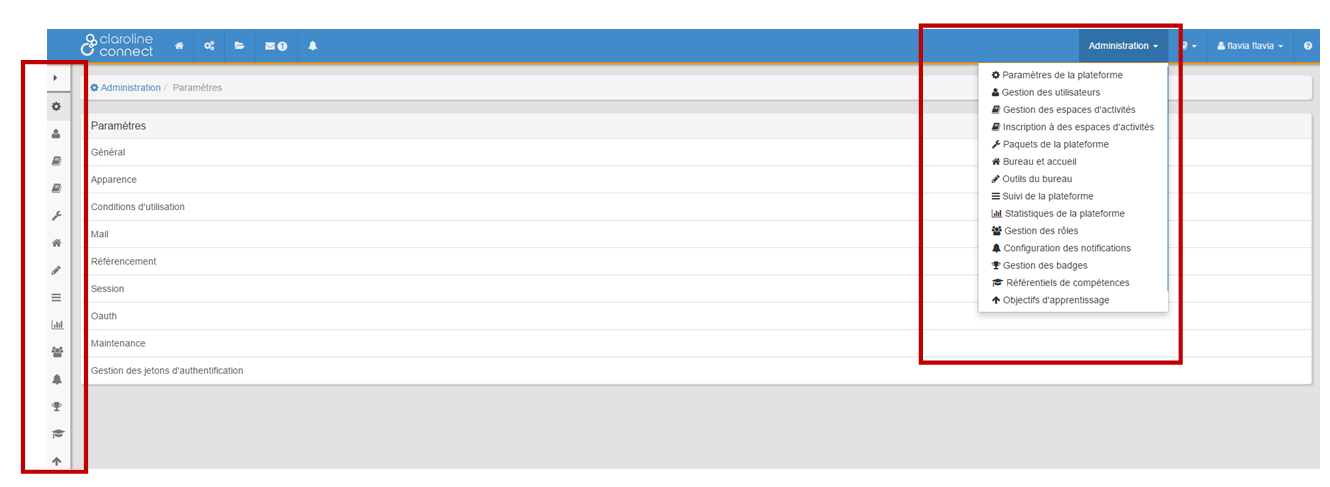 claroline
connect
1
Administration
flavia flavia
Administration / Paramètres
Paramètres
Général
Apparence
Conditions d'utilisation
Mail
Référencement
Session
Oauth
Maintenance
Gestion des jetons d'authentification
Paramètres de la plateforme
Gestion des utilisateurs
Gestion des espaces d'activités
Inscription à des espaces d'activités
Paquets de la plateforme
Bureau et accueil
Outils du bureau
Suivi de la plateforme
Statistiques de la plateforme
Gestion des rôles
Configuration des notifications
Gestion des badges
Référentiels de compétences
Objectifs d'apprentissage